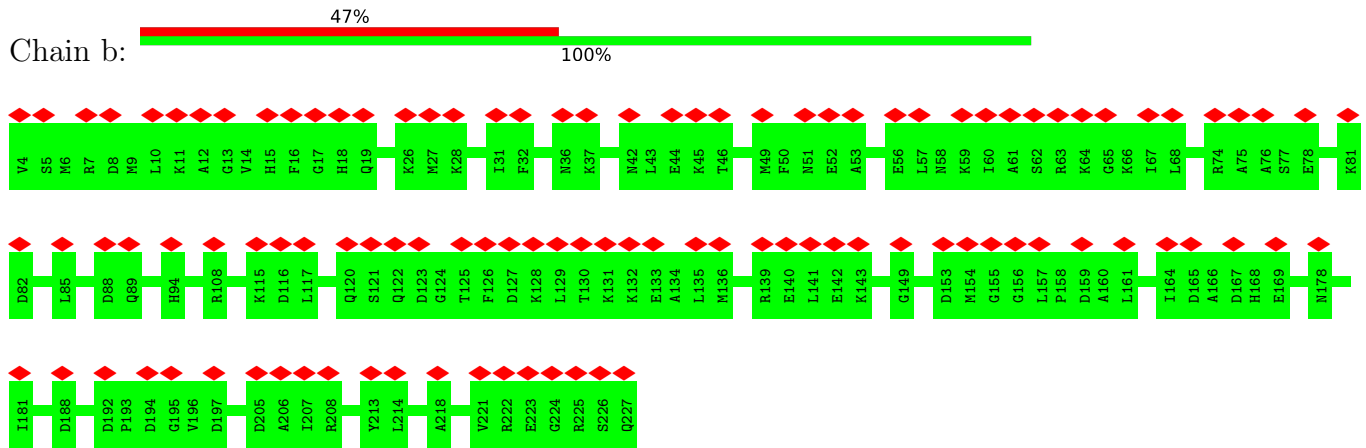 47%
Chain b:
100%
V4 S5 M6 R7 D8 M9 L10 K11 A12 G13 V14 H15 F16 G17 H18 Q19 K26 M27 K28 I31 F32 N36 K37 N42 L43 E44 K45 T46 M49 F50 N51 E52 A53 E56 L57 N58 K59 I60 A61 S62 R63 K64 G65 K66 I67 L68 R74 A75 A76 S77 E78 K81
D82 L85 D88 Q89 H94 R108 K115 D116 L117 Q120 S121 Q122 D123 G124 T125 F126 D127 K128 L129 T130 K131 K132 E133 A134 L135 M136 R139 E140 L141 E142 K143 G149 D153 M154 G155 G156 L157 P158 D159 A160 L161 I164 D165 A166 D167 H168 E169 N178
I181 D188 D192 P193 D194 G195 V196 D197 D205 A206 I207 R208 Y213 L214 A218 V221 R222 E223 G224 R225 S226 Q227